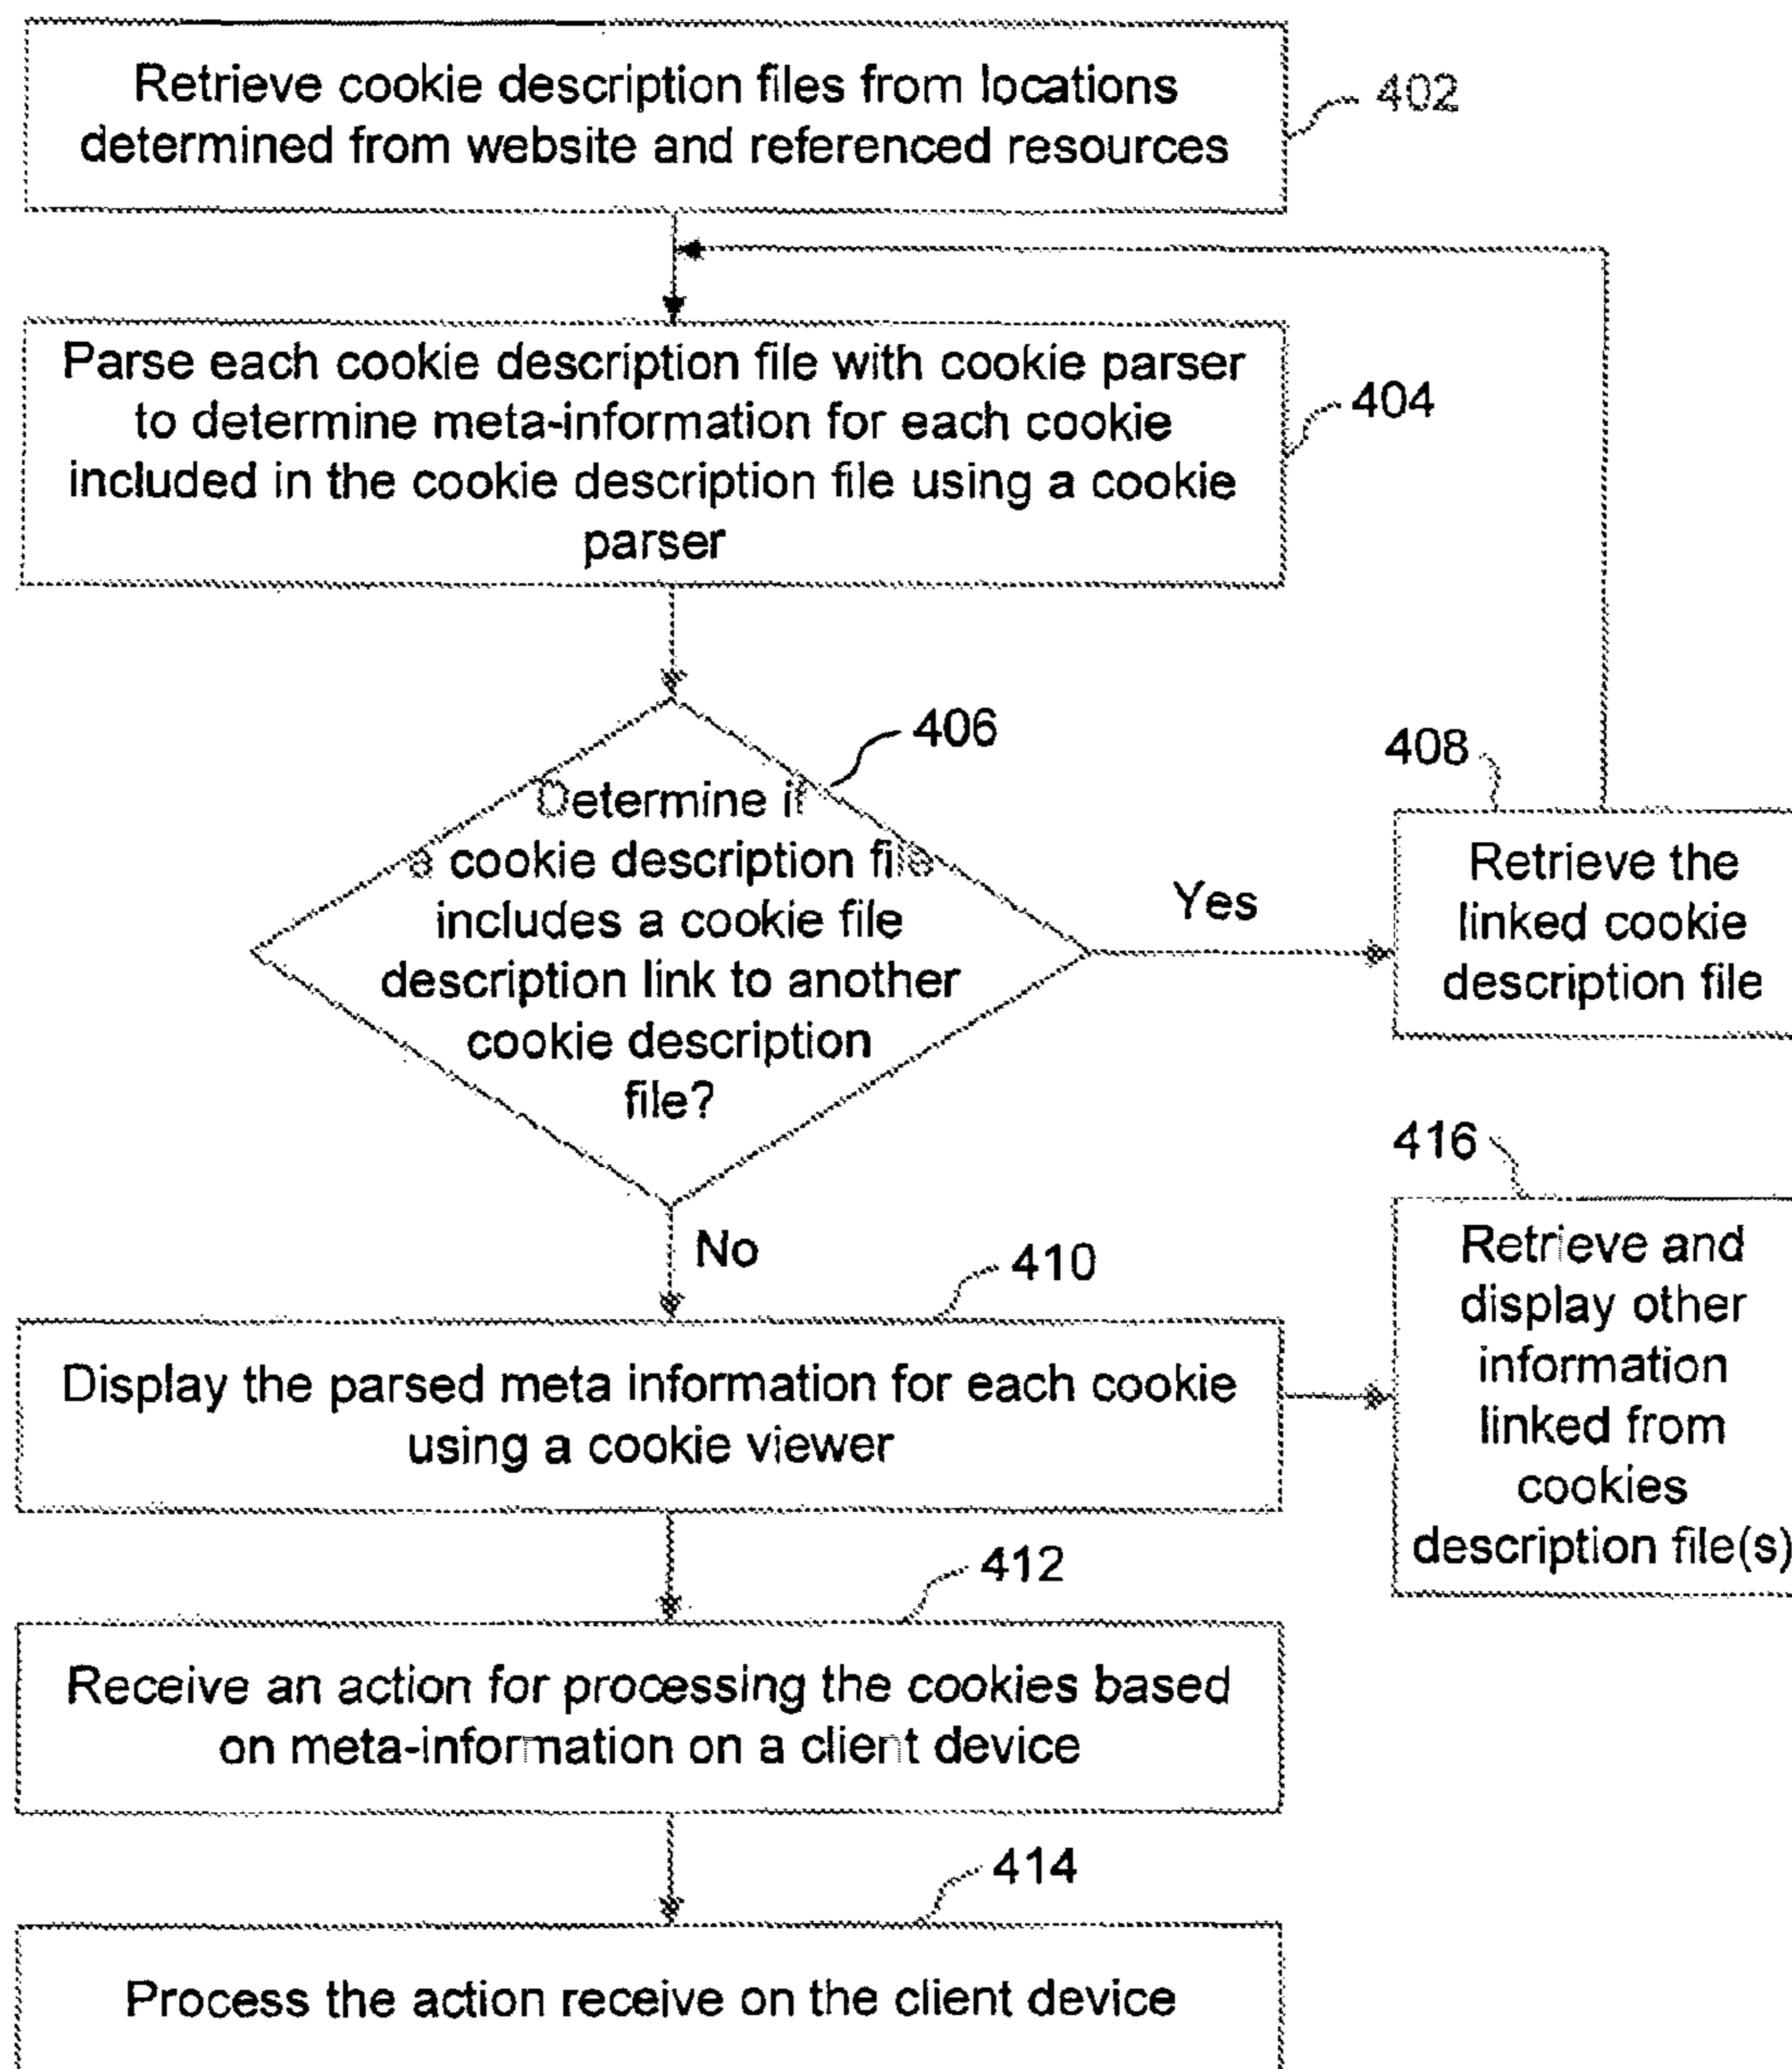 Retrieve cookie description files from locations
determined from website and referenced resources
402
Parse each cookie description file with cookie parser
to determine meta-information for each cookie
included in the cookie description file using a cookie
parser
404
406
Determine if
a cookie description file
includes a cookie file
description link to another
cookie description
file?
Yes
408
Retrieve the
linked cookie
description file
No
410
Display the parsed meta information for each cookie
using a cookie viewer
416
Retrieve and
display other
information
linked from
cookies
description file(s)
412
Receive an action for processing the cookies based
on meta-information on a client device
414
Process the action receive on the client device